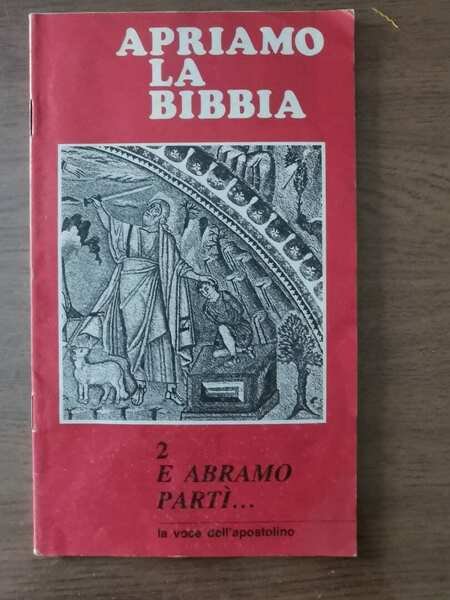 APRIAMO
LA
BIBBIA
2
E ABRAMO
PARTÌ...
la voce dell'apostolino